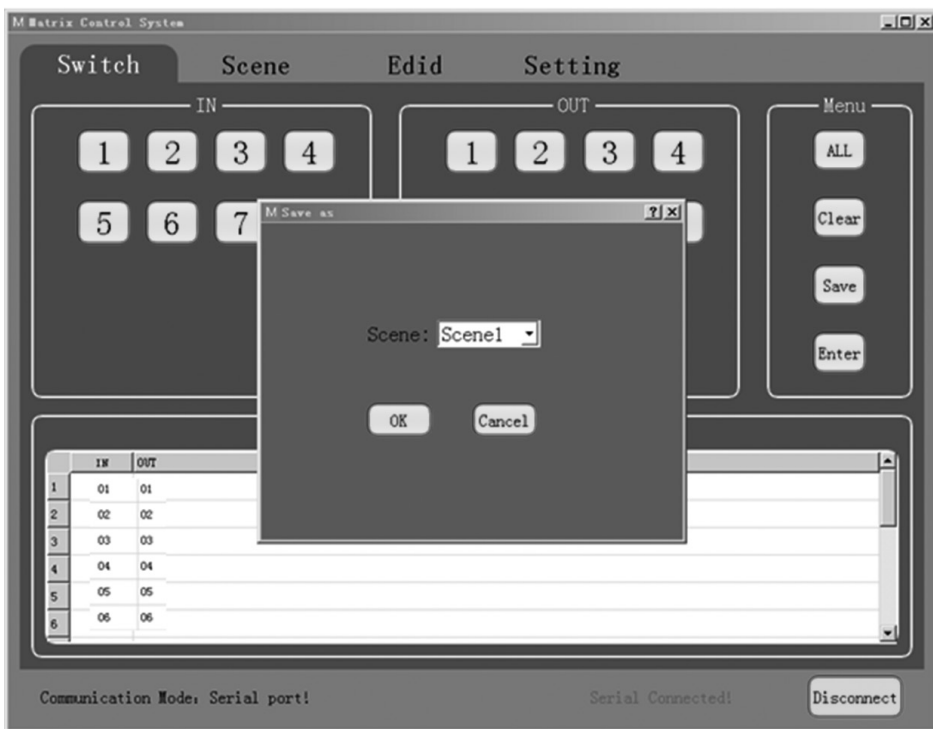 M Matrix Control System
Switch Scene Edid Setting
IN OUT Menu
1 2 3 4 1 2 3 4 ALL
5 6 7 Clear
M Save as
Save
Scene: Scene1
Enter
OK Cancel
IN OUT
1 01 01
2 02 02
3 03 03
4 04 04
5 05 05
6 06 06
Communication Mode: Serial port! Serial Connected! Disconnect